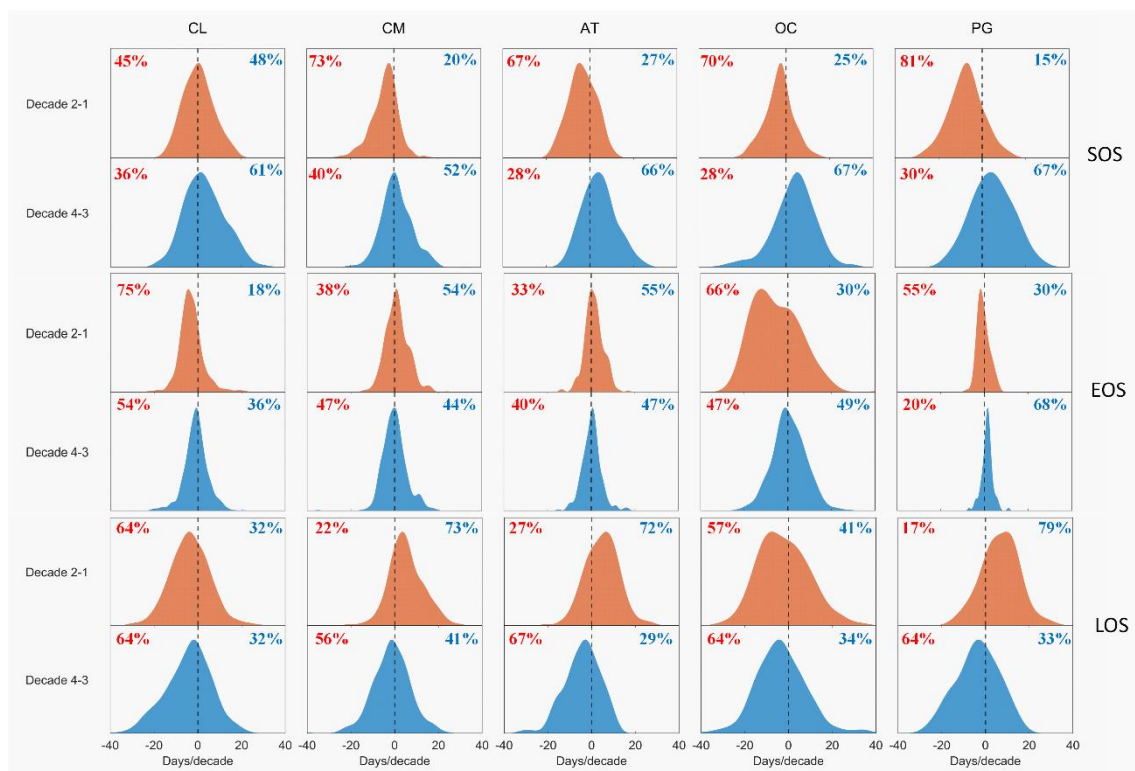 CL CM AT OC PG
45% 48% 73% 20% 67% 27% 70% 25% 81% 15%
Decade 2-1
SOS
36% 61% 40% 52% 28% 66% 28% 67% 30% 67%
Decade 4-3
75% 18% 38% 54% 33% 55% 66% 30% 55% 30%
Decade 2-1
EOS
54% 36% 47% 44% 40% 47% 47% 49% 20% 68%
Decade 4-3
64% 32% 22% 73% 27% 72% 57% 41% 17% 79%
Decade 2-1
LOS
64% 32% 56% 41% 67% 29% 64% 34% 64% 33%
Decade 4-3
-40 -20 0 20 40 -20 0 20 40 -20 0 20 40 -20 0 20 40 -20 0 20 40
Days/decade Days/decade Days/decade Days/decade Days/decade